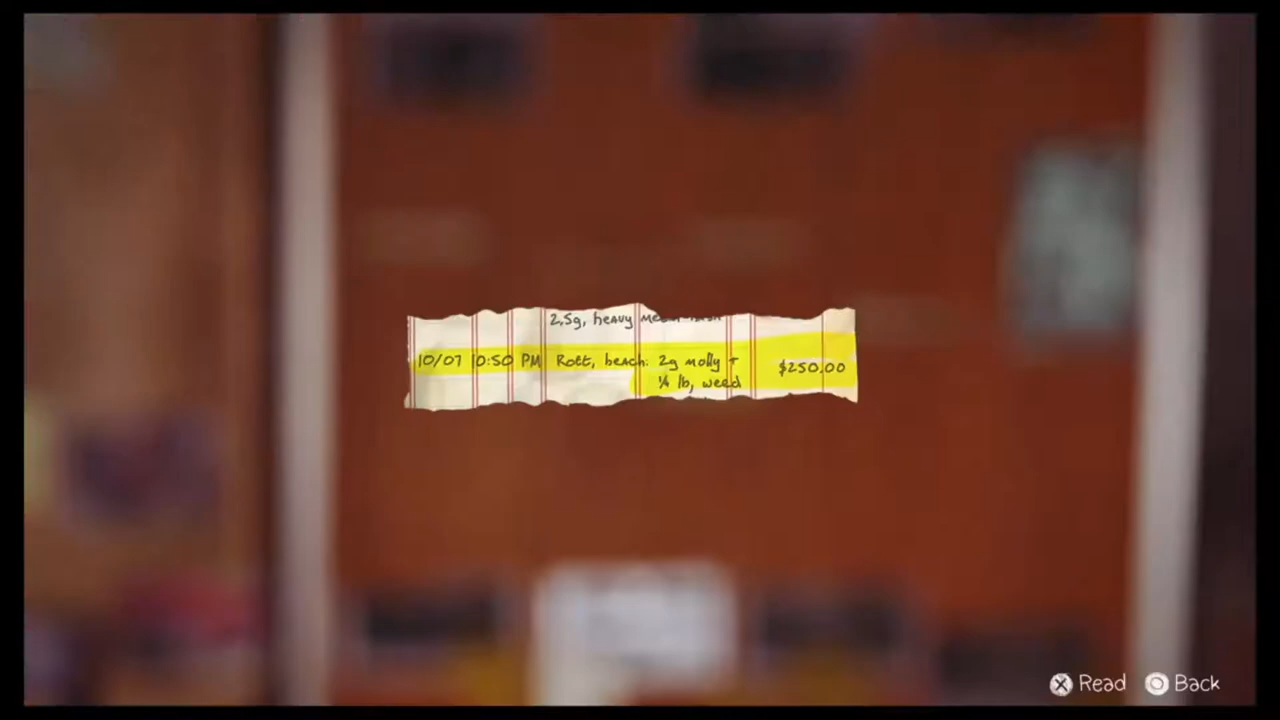 2,5g, heavy
10/07 10:50 PM Rott, beach: 2g molly + $250.00
¼ lb, weed
Read Back